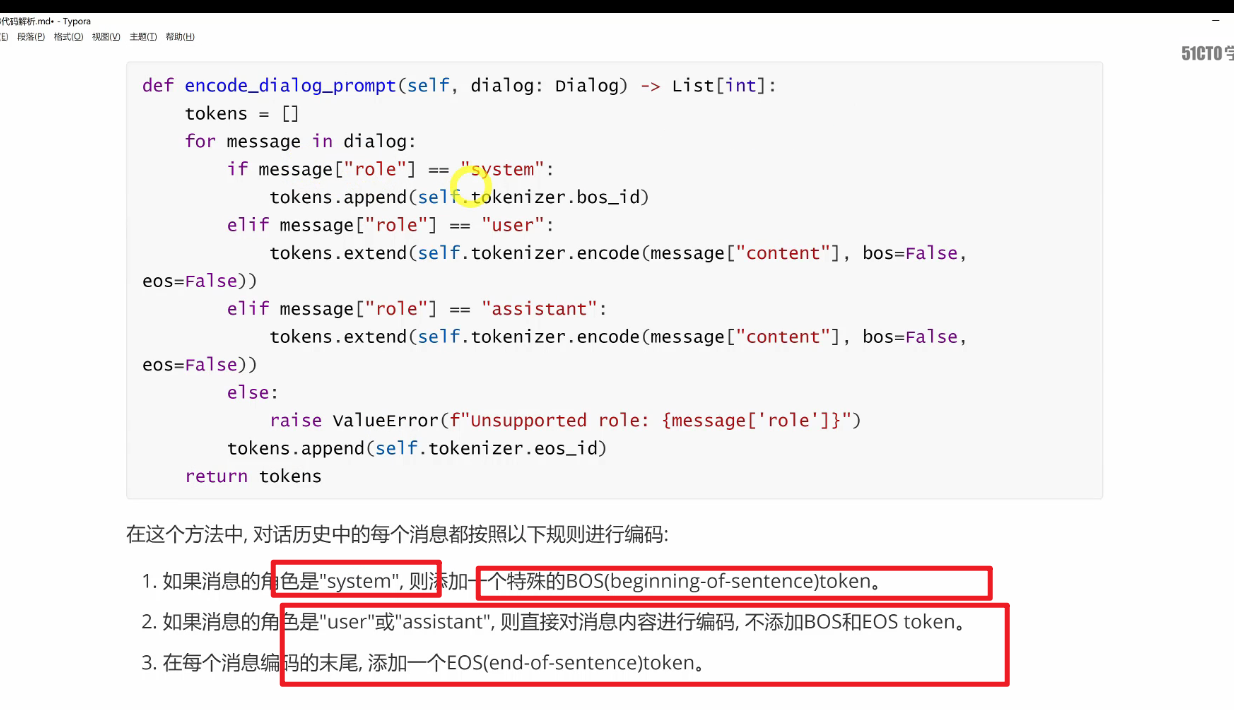 代码解析.md• - Typora
段落(P) 格式(O) 视图(V) 主题(T) 帮助(H)
51CTO学
def encode_dialog_prompt(self, dialog: Dialog) -> List[int]:
tokens = []
for message in dialog:
if message["role"] == "system":
tokens.append(self.tokenizer.bos_id)
elif message["role"] == "user":
tokens.extend(self.tokenizer.encode(message["content"], bos=False,
eos=False))
elif message["role"] == "assistant":
tokens.extend(self.tokenizer.encode(message["content"], bos=False,
eos=False))
else:
raise ValueError(f"Unsupported role: {message['role']}")
tokens.append(self.tokenizer.eos_id)
return tokens
在这个方法中, 对话历史中的每个消息都按照以下规则进行编码:
1. 如果消息的角色是"system", 则添加一个特殊的BOS(beginning-of-sentence)token。
2. 如果消息的角色是"user"或"assistant", 则直接对消息内容进行编码, 不添加BOS和EOS token。
3. 在每个消息编码的末尾, 添加一个EOS(end-of-sentence)token。